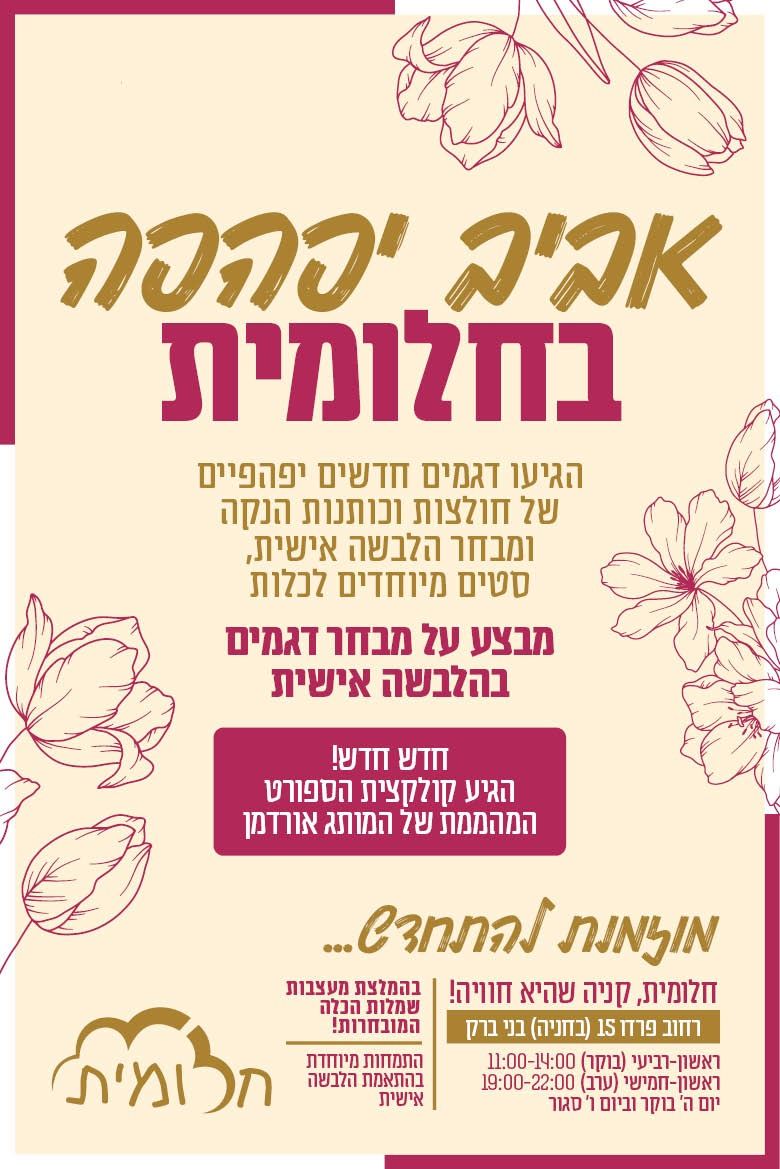 אביב יפהפה
בחלומית
הגיעו דגמים חדשים יפהפיים
של חולצות וכותנות הנקה
ומבחר הלבשה אישית,
סטים מיוחדים לכלות
מבצע על מבחר דגמים
בהלבשה אישית
חדש חדש!
הגיע קולקצית הספורט
המהממת של המותג אורדמן
מוזמנת להתחדש...
חלומית, קניה שהיא חוויה!
רחוב פרדו 15 (בחניה) בני ברק
ראשון-רביעי (בוקר) 11:00-14:00
ראשון-חמישי (ערב) 19:00-22:00
יום ה' בוקר וביום ו' סגור
בהמלצת מעצבות
שמלות הכלה
המובחרות!
התמחות מיוחדת
בהתאמת הלבשה
אישית
חלומית